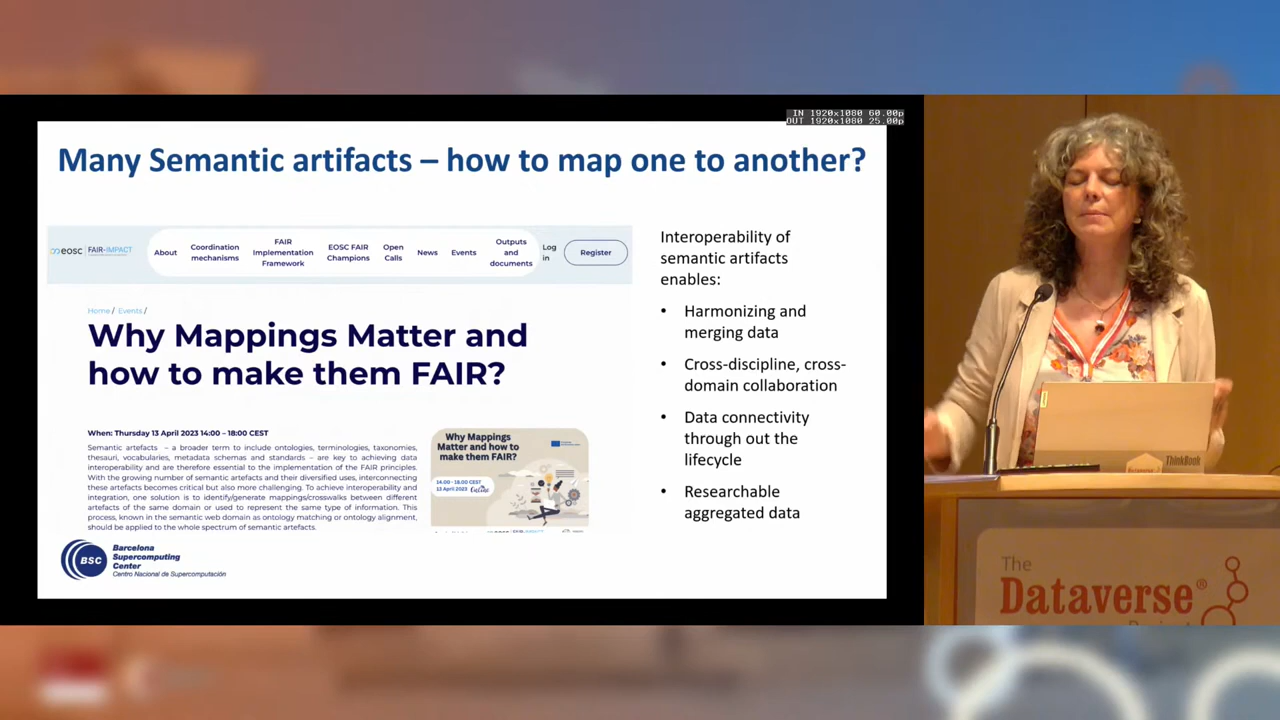 IN 1920x1080 60.00p
OUT 1920x1080 25.00p
Many Semantic artifacts – how to map one to another?
eosc | FAIR-IMPACT
About
Coordination
mechanisms
FAIR
Implementation
Framework
EOSC FAIR
Champions
Open
Calls
News
Events
Outputs
and
documents
Log
in
Register
Home / Events /
Why Mappings Matter and
how to make them FAIR?
When: Thursday 13 April 2023 14:00 – 18:00 CEST
Semantic artefacts – a broader term to include ontologies, terminologies, taxonomies,
thesauri, vocabularies, metadata schemas and standards – are key to achieving data
interoperability and are therefore essential to the implementation of the FAIR principles.
With the growing number of semantic artefacts and their diversified uses, interconnecting
these artefacts becomes critical but also more challenging. To achieve interoperability and
integration, one solution is to identify/generate mappings/crosswalks between different
artefacts of the same domain or used to represent the same type of information. This
process, known in the semantic web domain as ontology matching or ontology alignment,
should be applied to the whole spectrum of semantic artefacts.
Why Mappings
Matter and how to
make them FAIR?
14:00 - 18:00 CEST
13 April 2023
Online
Interoperability of
semantic artifacts
enables:
• Harmonizing and
merging data
• Cross-discipline, cross-
domain collaboration
• Data connectivity
through out the
lifecycle
• Researchable
aggregated data
BSC
Barcelona
Supercomputing
Center
Centro Nacional de Supercomputación
ThinkBook
The
Dataverse®